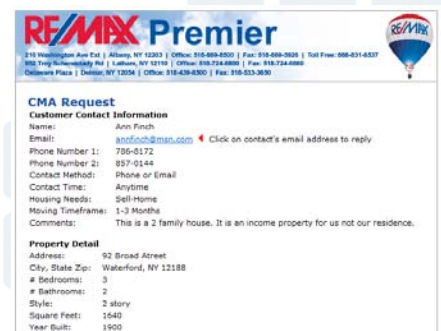 RE/MAX Premier
RE/MAX
210 Washington Ave Ext | Albany, NY 12203 | Office: 518-869-8500 | Fax: 518-869-5926 | Toll Free: 888-831-6537
952 Troy Schenectady Rd | Latham, NY 12110 | Office: 518-724-6800 | Fax: 518-724-6860
Delaware Plaza | Delmar, NY 12054 | Office: 518-439-8500 | Fax: 518-533-3650
CMA Request
Customer Contact Information
Name: Ann Finch
Email: annfinch@msn.com Click on contact's email address to reply
Phone Number 1: 786-8172
Phone Number 2: 857-0144
Contact Method: Phone or Email
Contact Time: Anytime
Housing Needs: Sell-Home
Moving Timeframe: 1-3 Months
Comments: This is a 2 family house. It is an income property for us not our residence.
Property Detail
Address: 92 Broad Atreet
City, State Zip: Waterford, NY 12188
# Bedrooms: 3
# Bathrooms: 2
Style: 2 story
Square Feet: 1640
Year Built: 1900